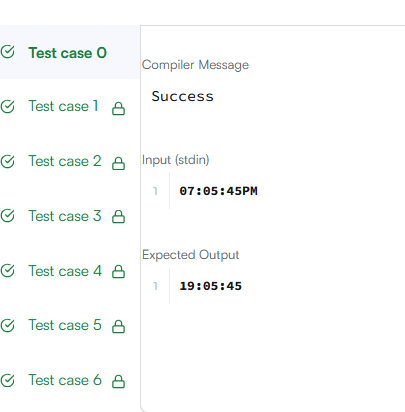 Test case 0
Test case 1
Test case 2
Test case 3
Test case 4
Test case 5
Test case 6
Compiler Message
Success
Input (stdin)
1 07:05:45PM
Expected Output
1 19:05:45